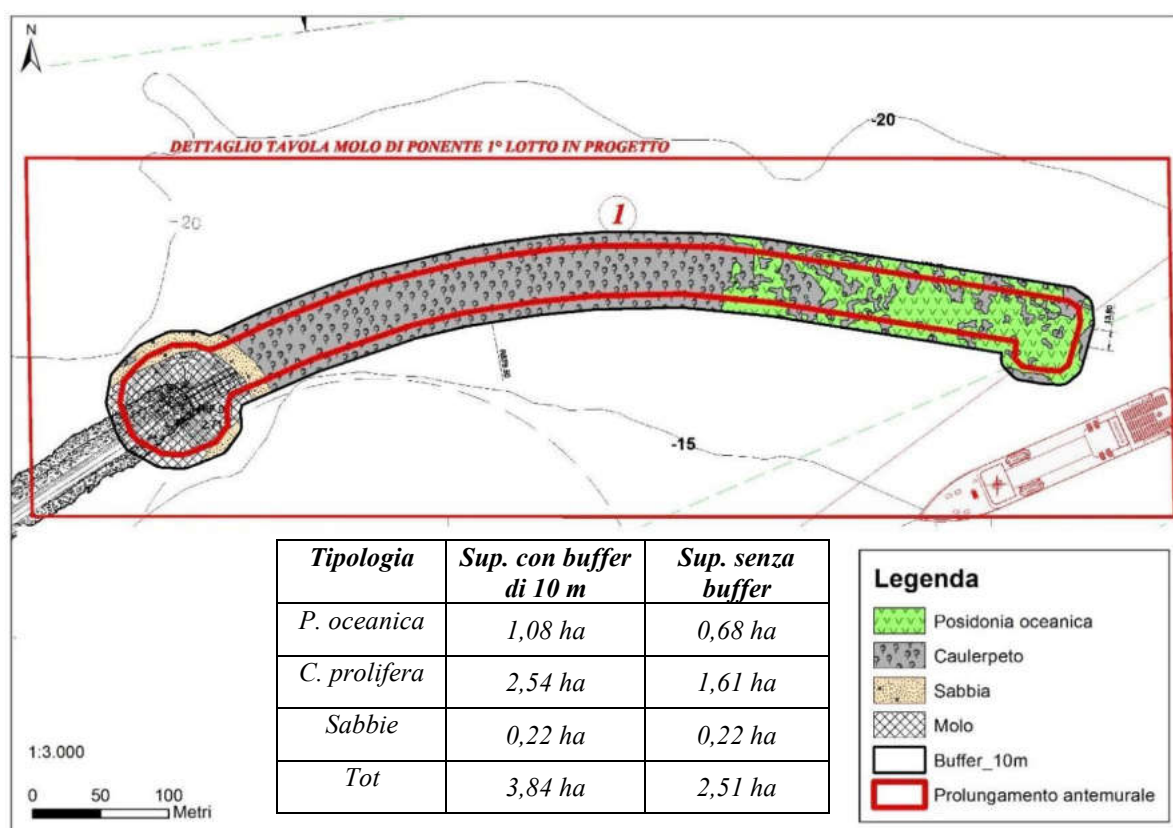 N
-20
DETTAGLIO TAVOLA MOLO DI PONENTE 1° LOTTO IN PROGETTO
-20
1
-15
Tipologia Sup. con buffer di 10 m Sup. senza buffer
P. oceanica 1,08 ha 0,68 ha
C. prolifera 2,54 ha 1,61 ha
Sabbie 0,22 ha 0,22 ha
Tot 3,84 ha 2,51 ha
Legenda
Posidonia oceanica
Caulerpeto
Sabbia
Molo
Buffer_10m
Prolungamento antemurale
1:3.000
0 50 100
Metri